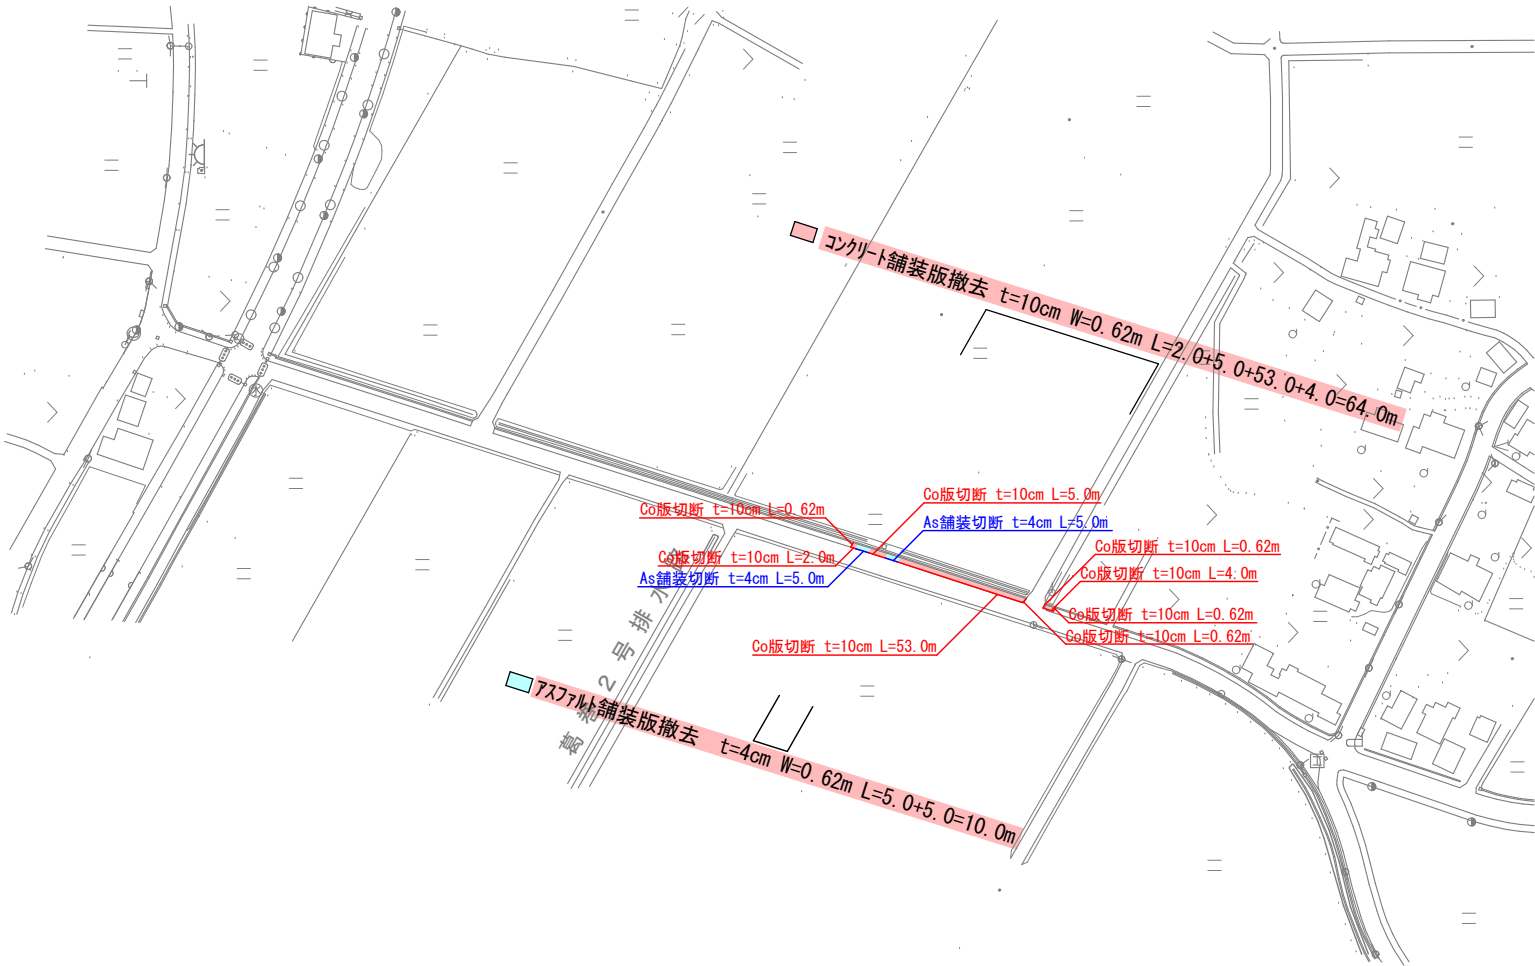 コンクリート舗装版撤去 t=10cm W=0.62m L=2.0+5.0+53.0+4.0=64.0m
Co版切断 t=10cm L=5.0m
Co版切断 t=10cm L=0.62m
As舗装切断 t=4cm L=5.0m
Co版切断 t=10cm L=0.62m
Co版切断 t=10cm L=2.0m
Co版切断 t=10cm L=4.0m
As舗装切断 t=4cm L=5.0m
Co版切断 t=10cm L=0.62m
Co版切断 t=10cm L=0.62m
Co版切断 t=10cm L=53.0m
アスファルト舗装版撤去 t=4cm W=0.62m L=5.0+5.0=10.0m
葛巻2号排水路